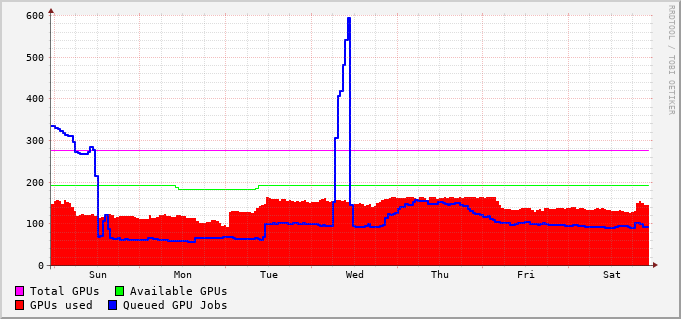 600
500
400
300
200
100
0
Sun Mon Tue Wed Thu Fri Sat
Total GPUs Available GPUs
GPUs used Queued GPU Jobs
RRDTOOL / TOBI OETIKER